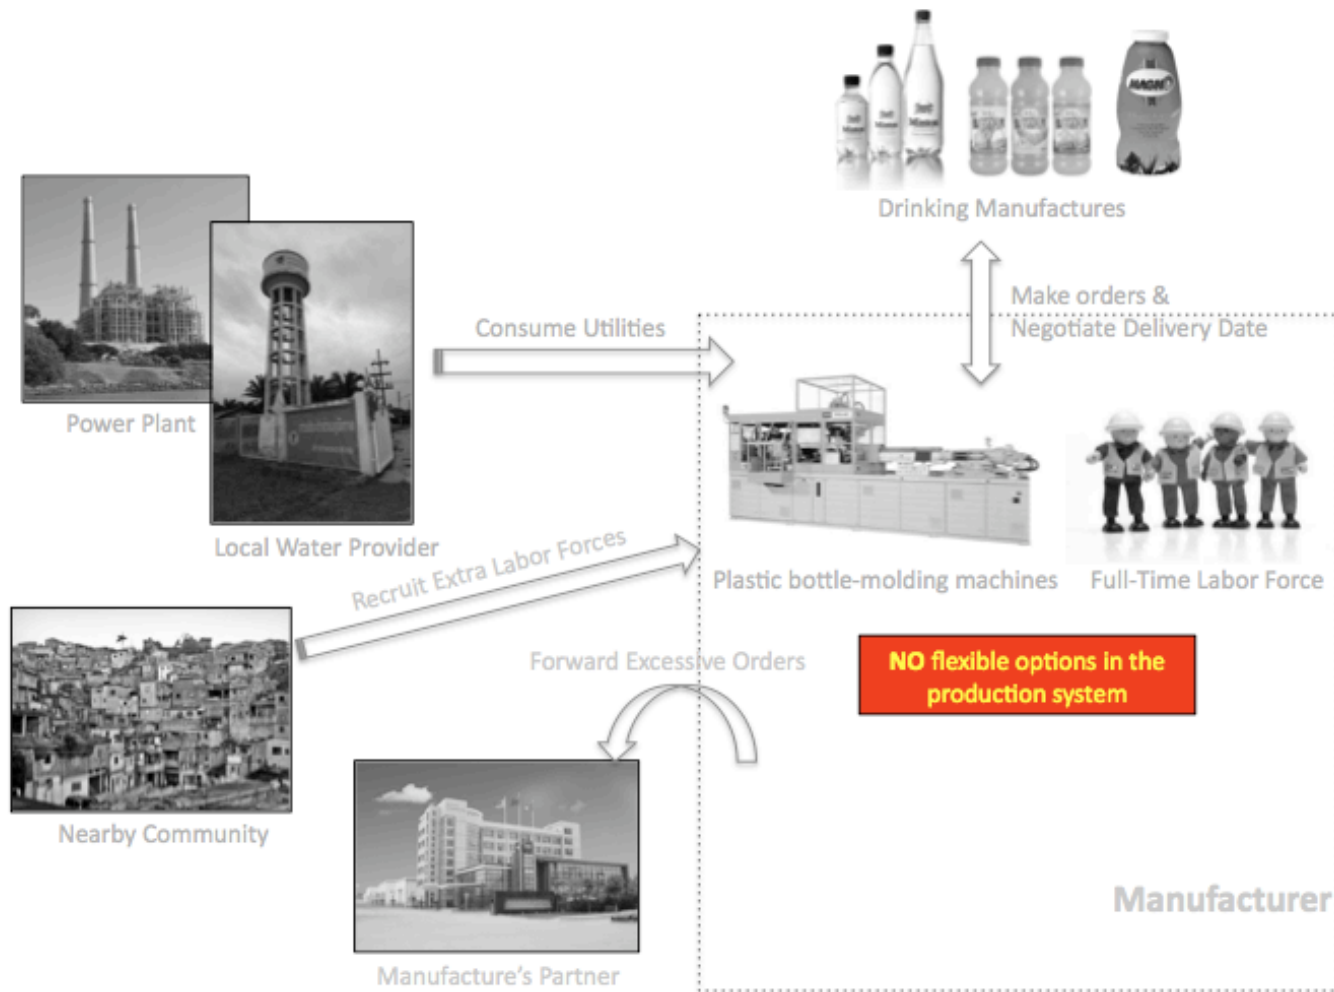 MAGIC
Drinking Manufactures
Make orders &
Negotiate Delivery Date
Consume Utilities
Power Plant
Local Water Provider
Recruit Extra Labor Forces
Plastic bottle-molding machines
Full-Time Labor Force
Forward Excessive Orders
NO flexible options in the
production system
Nearby Community
Manufacturer
Manufacture's Partner